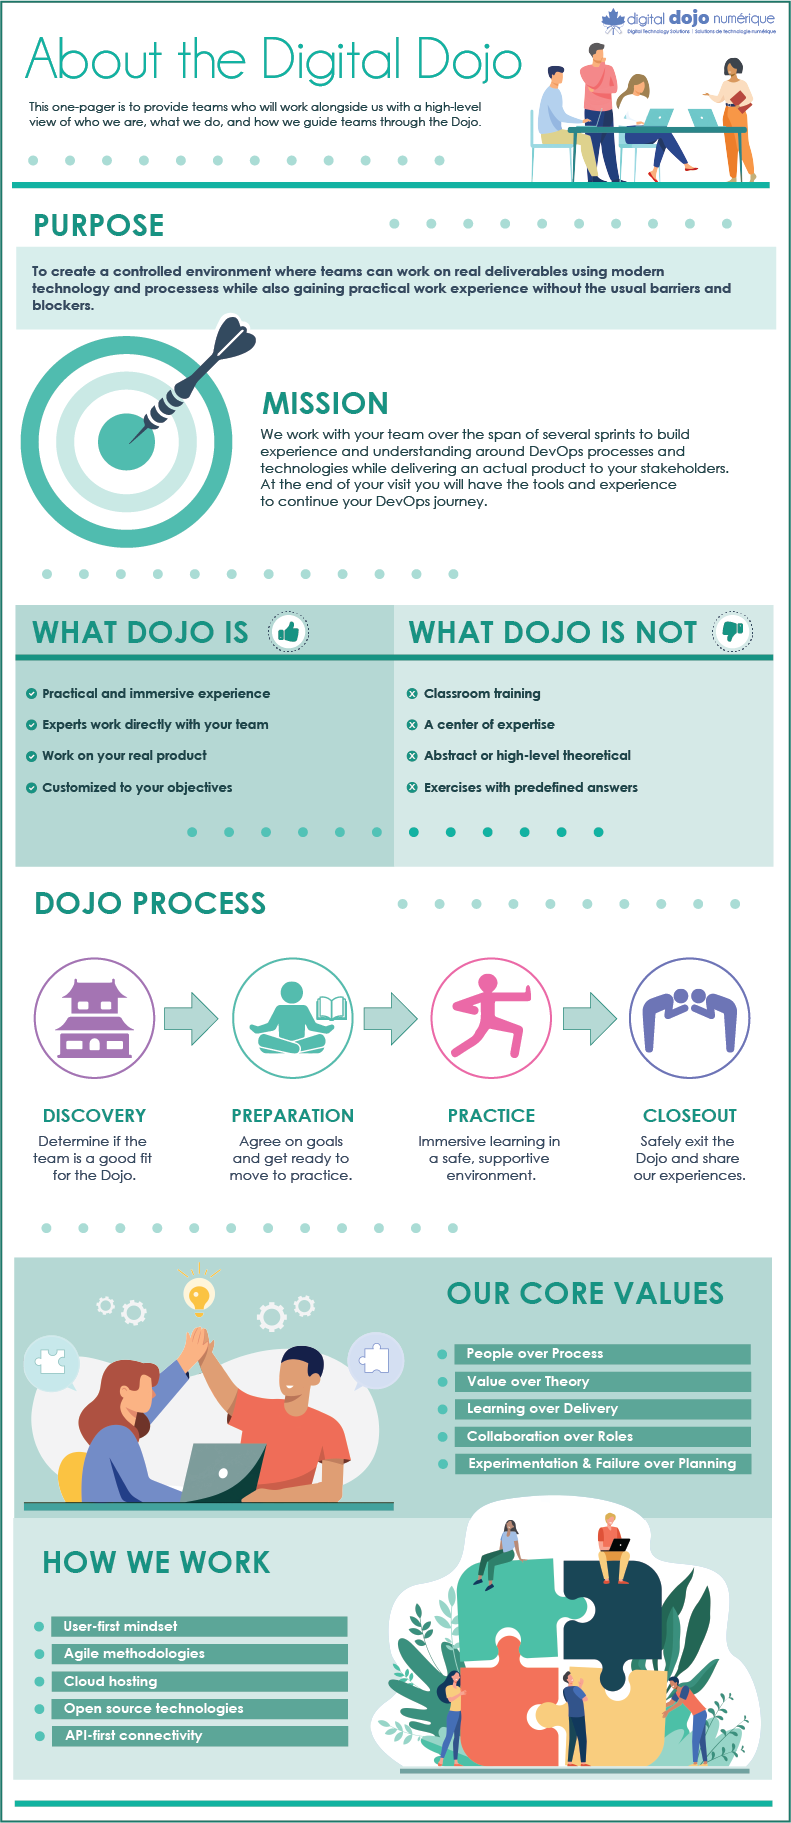 digital dojo numérique
Digital Technology Solutions | Solutions de technologie numérique
About the Digital Dojo
This one-pager is to provide teams who will work alongside us with a high-level
view of who we are, what we do, and how we guide teams through the Dojo.
PURPOSE
To create a controlled environment where teams can work on real deliverables using modern
technology and processess while also gaining practical work experience without the usual barriers and
blockers.
MISSION
We work with your team over the span of several sprints to build
experience and understanding around DevOps processes and
technologies while delivering an actual product to your stakeholders.
At the end of your visit you will have the tools and experience
to continue your DevOps journey.
WHAT DOJO IS
Practical and immersive experience
Experts work directly with your team
Work on your real product
Customized to your objectives
WHAT DOJO IS NOT
Classroom training
A center of expertise
Abstract or high-level theoretical
Exercises with predefined answers
DOJO PROCESS
DISCOVERY
Determine if the
team is a good fit
for the Dojo.
PREPARATION
Agree on goals
and get ready to
move to practice.
PRACTICE
Immersive learning in
a safe, supportive
environment.
CLOSEOUT
Safely exit the
Dojo and share
our experiences.
OUR CORE VALUES
People over Process
Value over Theory
Learning over Delivery
Collaboration over Roles
Experimentation & Failure over Planning
HOW WE WORK
User-first mindset
Agile methodologies
Cloud hosting
Open source technologies
API-first connectivity